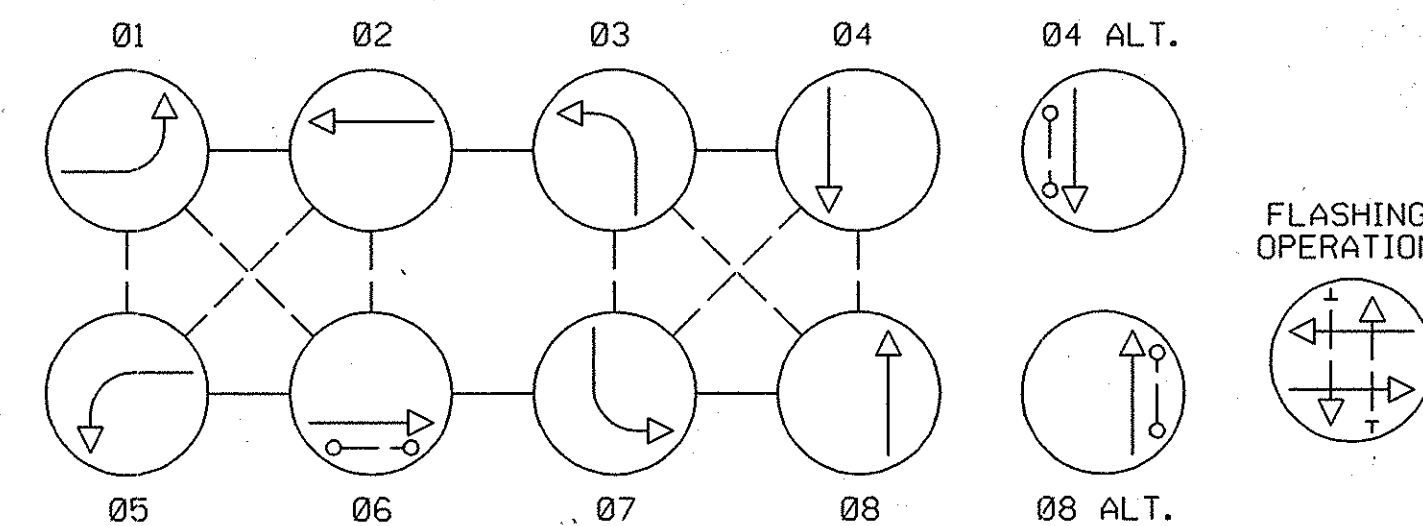 Ø1
Ø2
Ø3
Ø4
Ø4 ALT.
FLASHING
OPERATION
Ø5
Ø6
Ø7
Ø8
Ø8 ALT.